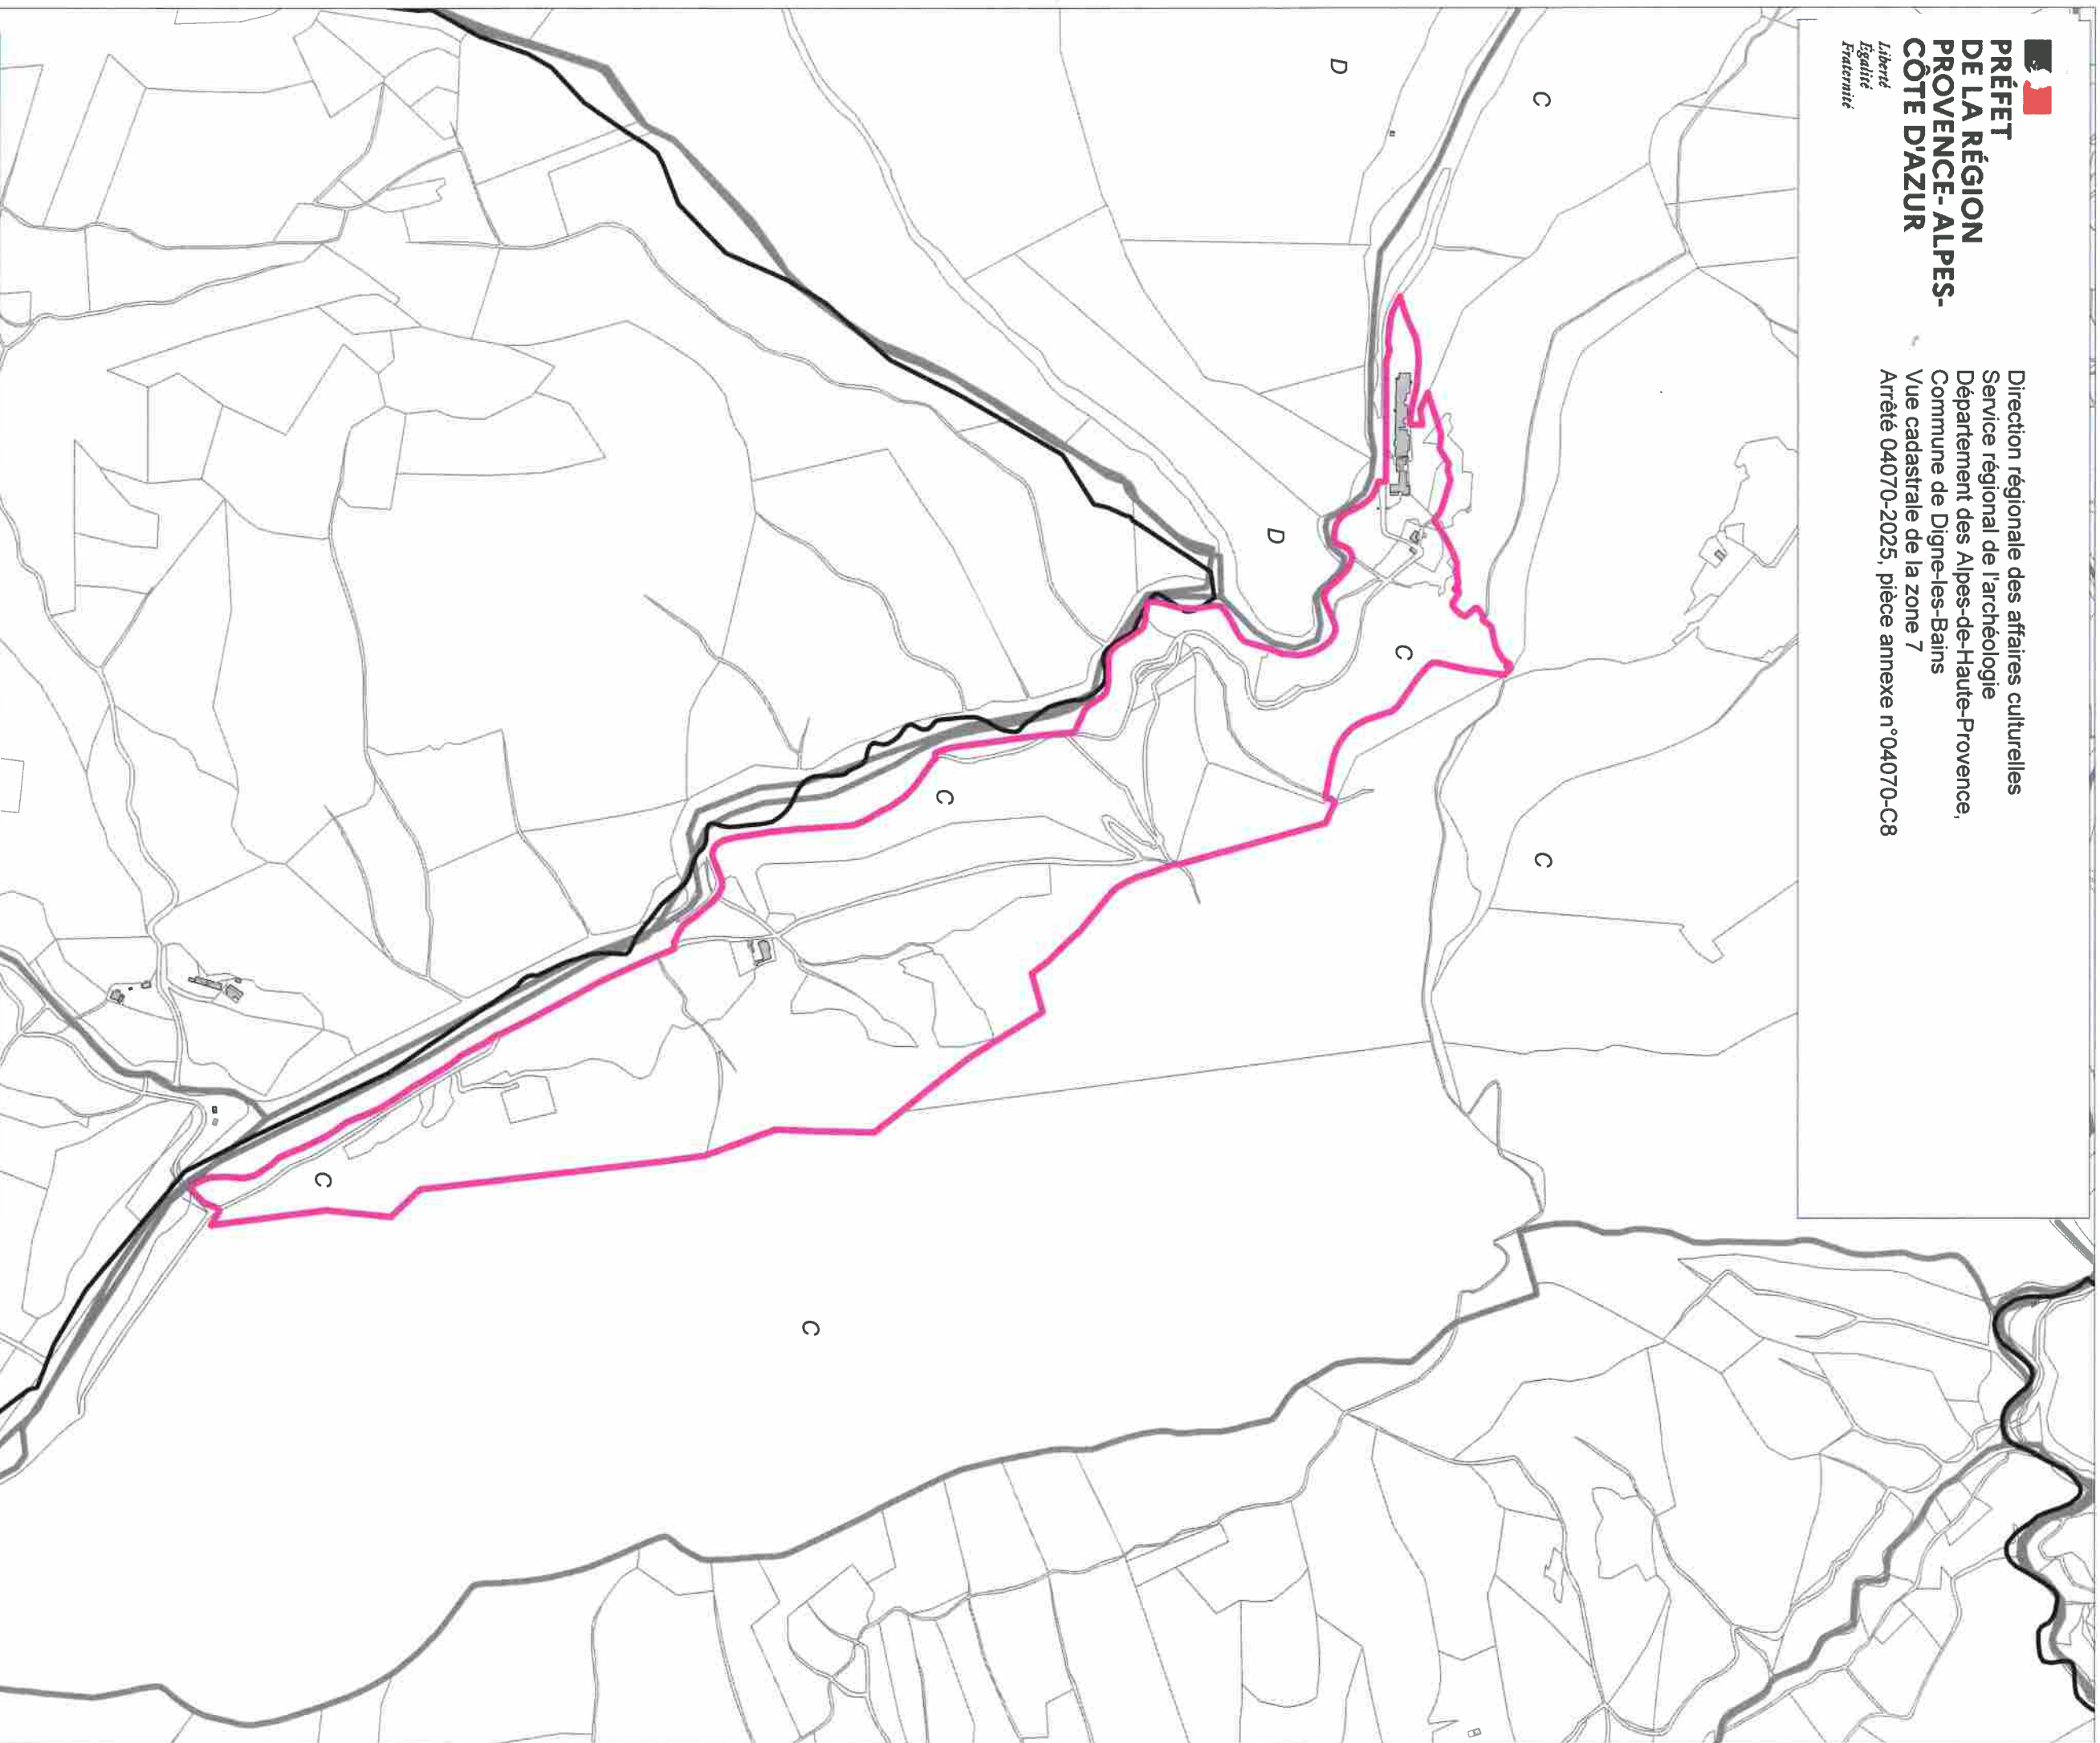 PRÉFET
DE LA RÉGION
PROVENCE-ALPES-
CÔTE D'AZUR
Liberté
Égalité
Fraternité
Direction régionale des affaires culturelles
Service régional de l'archéologie
Département des Alpes-de-Haute-Provence,
Commune de Digne-les-Bains
Vue cadastrale de la zone 7
Arrêté 04070-2025, pièce annexe n°04070-C8
C
D
C
C
D
C
C
C